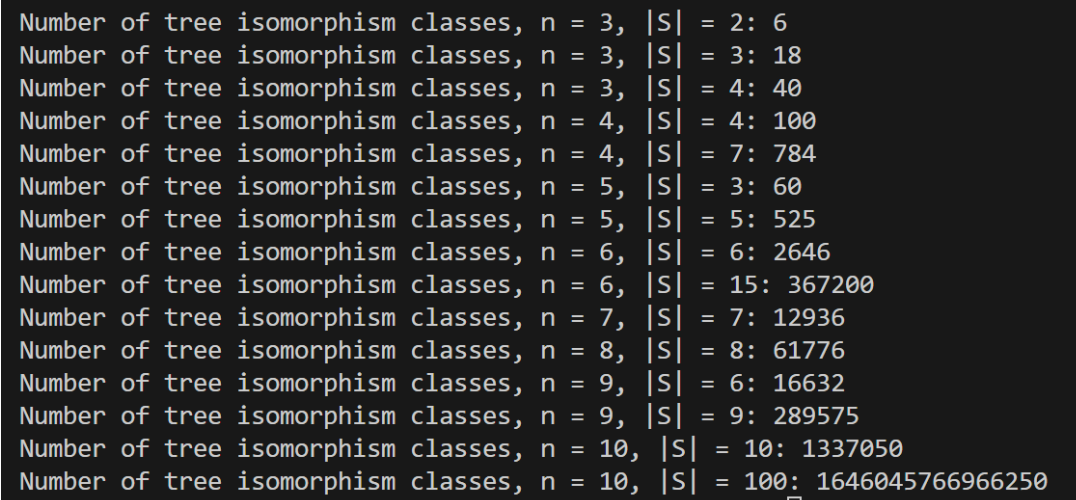 Number of tree isomorphism classes, n = 3, |S| = 2: 6
Number of tree isomorphism classes, n = 3, |S| = 3: 18
Number of tree isomorphism classes, n = 3, |S| = 4: 40
Number of tree isomorphism classes, n = 4, |S| = 4: 100
Number of tree isomorphism classes, n = 4, |S| = 7: 784
Number of tree isomorphism classes, n = 5, |S| = 3: 60
Number of tree isomorphism classes, n = 5, |S| = 5: 525
Number of tree isomorphism classes, n = 6, |S| = 6: 2646
Number of tree isomorphism classes, n = 6, |S| = 15: 367200
Number of tree isomorphism classes, n = 7, |S| = 7: 12936
Number of tree isomorphism classes, n = 8, |S| = 8: 61776
Number of tree isomorphism classes, n = 9, |S| = 6: 16632
Number of tree isomorphism classes, n = 9, |S| = 9: 289575
Number of tree isomorphism classes, n = 10, |S| = 10: 1337050
Number of tree isomorphism classes, n = 10, |S| = 100: 1646045766966250